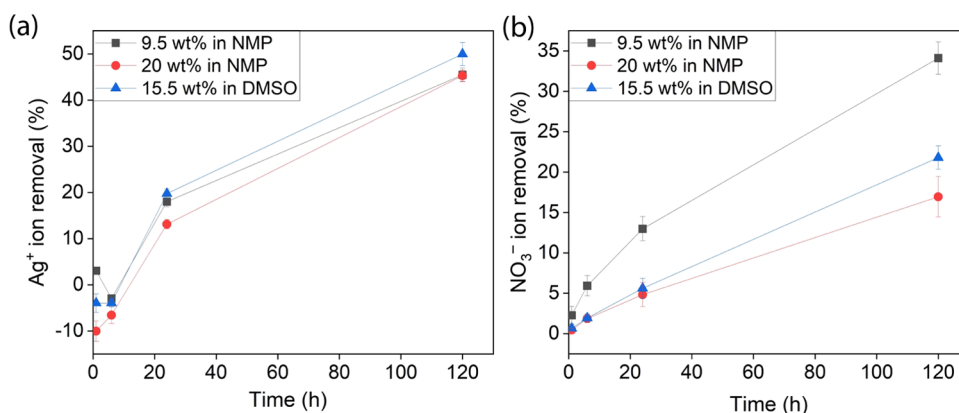 (a)
9.5 wt% in NMP
20 wt% in NMP
15.5 wt% in DMSO
Ag⁺ ion removal (%)
50
40
30
20
10
0
-10
0 20 40 60 80 100 120
Time (h)
(b)
9.5 wt% in NMP
20 wt% in NMP
15.5 wt% in DMSO
NO₃⁻ ion removal (%)
35
30
25
20
15
10
5
0
0 20 40 60 80 100 120
Time (h)